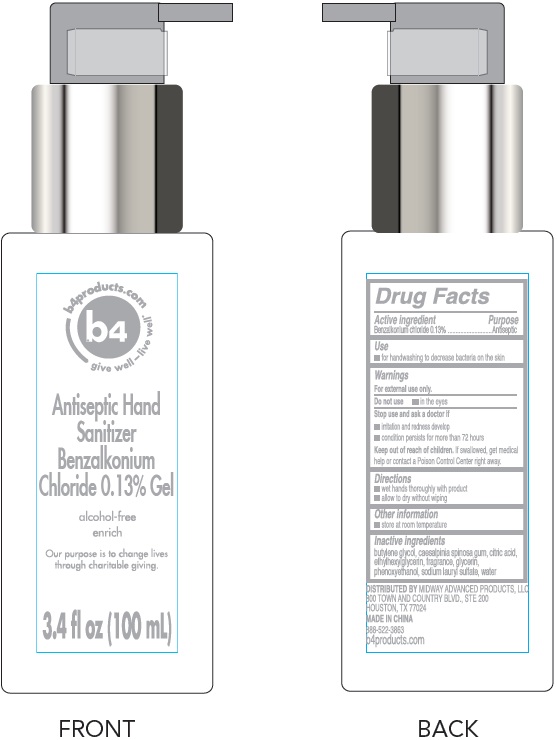 b4products.com
b4
give well–live well.™
Antiseptic Hand
Sanitizer
Benzalkonium
Chloride 0.13% Gel
alcohol-free
enrich
Our purpose is to change lives
through charitable giving.
3.4 fl oz (100 mL)
FRONT
Drug Facts
Active ingredient Purpose
Benzalkonium chloride 0.13% ....................Antiseptic
Use
■ for handwashing to decrease bacteria on the skin
Warnings
For external use only.
Do not use ■ in the eyes
Stop use and ask a doctor if
■ irritation and redness develop
■ condition persists for more than 72 hours
Keep out of reach of children. If swallowed, get medical
help or contact a Poison Control Center right away.
Directions
■ wet hands thoroughly with product
■ allow to dry without wiping
Other information
■ store at room temperature
Inactive ingredients
butylene glycol, caesalpinia spinosa gum, citric acid,
ethylhexylglycerin, fragrance, glycerin,
phenoxyethanol, sodium lauryl sulfate, water
DISTRIBUTED BY MIDWAY ADVANCED PRODUCTS, LLC
800 TOWN AND COUNTRY BLVD., STE 200
HOUSTON, TX 77024
MADE IN CHINA
888-522-3863
b4products.com
BACK